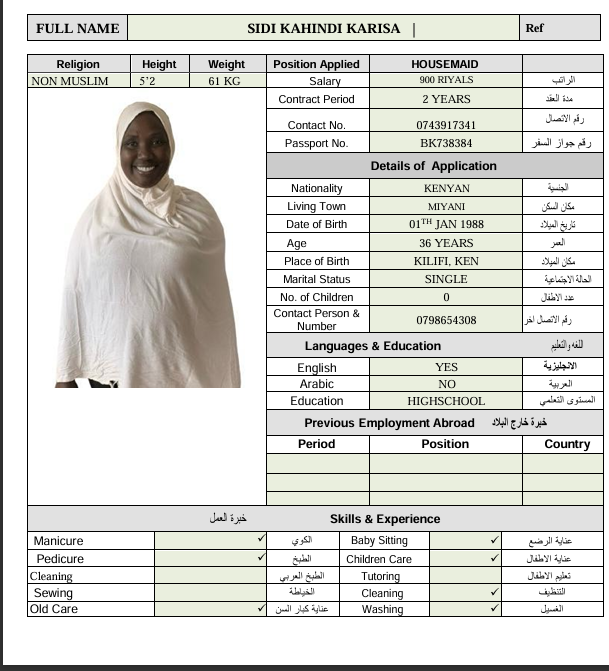 FULL NAME SIDI KAHINDI KARISA | Ref
Religion Height Weight Position Applied HOUSEMAID
NON MUSLIM 5’2 61 KG Salary 900 RIYALS الراتب
Contract Period 2 YEARS مدة العقد
Contact No. 0743917341 رقم الاتصال
Passport No. BK738384 رقم جواز السفر
Details of Application
Nationality KENYAN الجنسية
Living Town MIYANI مكان السكن
Date of Birth 01TH JAN 1988 تاريخ الميلاد
Age 36 YEARS العمر
Place of Birth KILIFI, KEN مكان الميلاد
Marital Status SINGLE الحالة الاجتماعية
No. of Children 0 عدد الاطفال
Contact Person &
Number 0798654308 رقم الاتصال اخر
Languages & Education اللغه والتعليم
English YES الانجليزية
Arabic NO العربية
Education HIGHSCHOOL المستوى التعلمي
Previous Employment Abroad خبرة خارج البلاد
Period Position Country
خبرة العمل Skills & Experience
Manicure ✓ الكوي Baby Sitting ✓ عناية الرضع
Pedicure ✓ الطبخ Children Care ✓ عناية الاطفال
Cleaning الطبخ العربي Tutoring تعليم الاطفال
Sewing الخياطة Cleaning ✓ التنظيف
Old Care ✓ عناية كبار السن Washing ✓ الغسيل